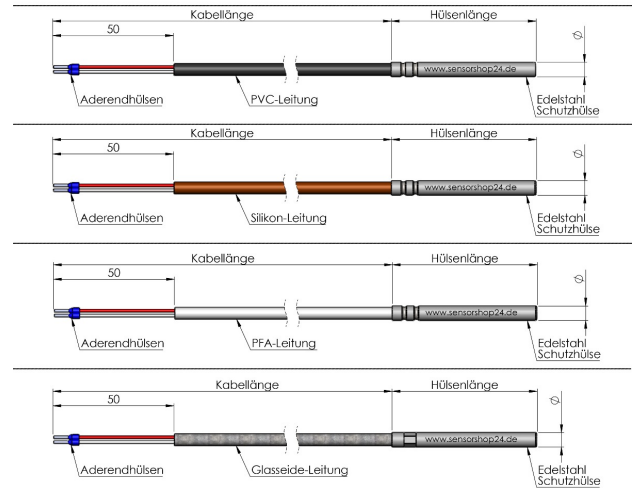 Kabellänge Hülsenlänge
50 Ø
www.sensorshop24.de
Aderendhülsen PVC-Leitung Edelstahl
Schutzhülse
Kabellänge Hülsenlänge
50 Ø
www.sensorshop24.de
Aderendhülsen Silikon-Leitung Edelstahl
Schutzhülse
Kabellänge Hülsenlänge
50 Ø
www.sensorshop24.de
Aderendhülsen PFA-Leitung Edelstahl
Schutzhülse
Kabellänge Hülsenlänge
50 Ø
www.sensorshop24.de
Aderendhülsen Glasseide-Leitung Edelstahl
Schutzhülse